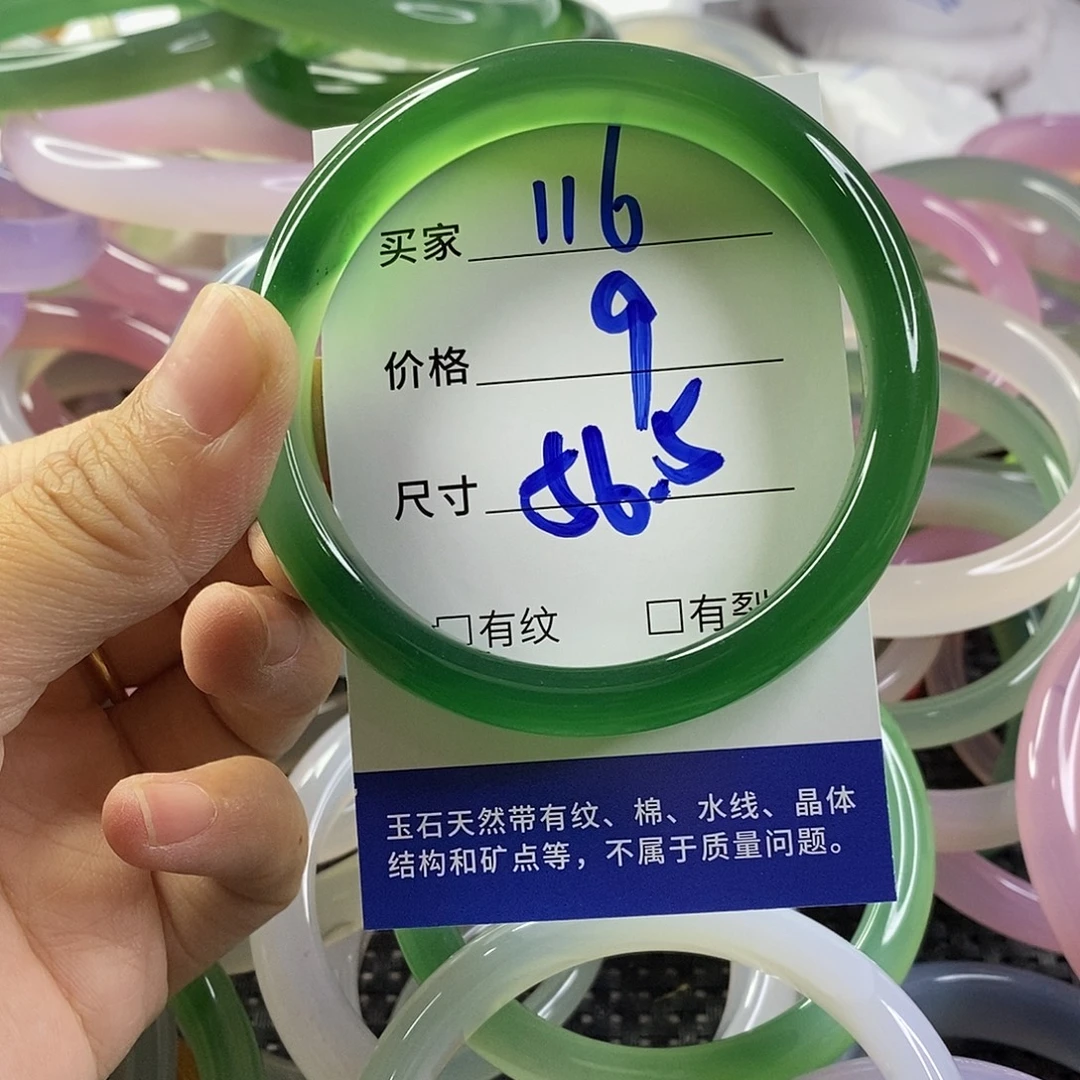 买家 116
价格 9
尺寸 56.5
□有纹 □有裂
玉石天然带有纹、棉、水线、晶体
结构和矿点等，不属于质量问题。